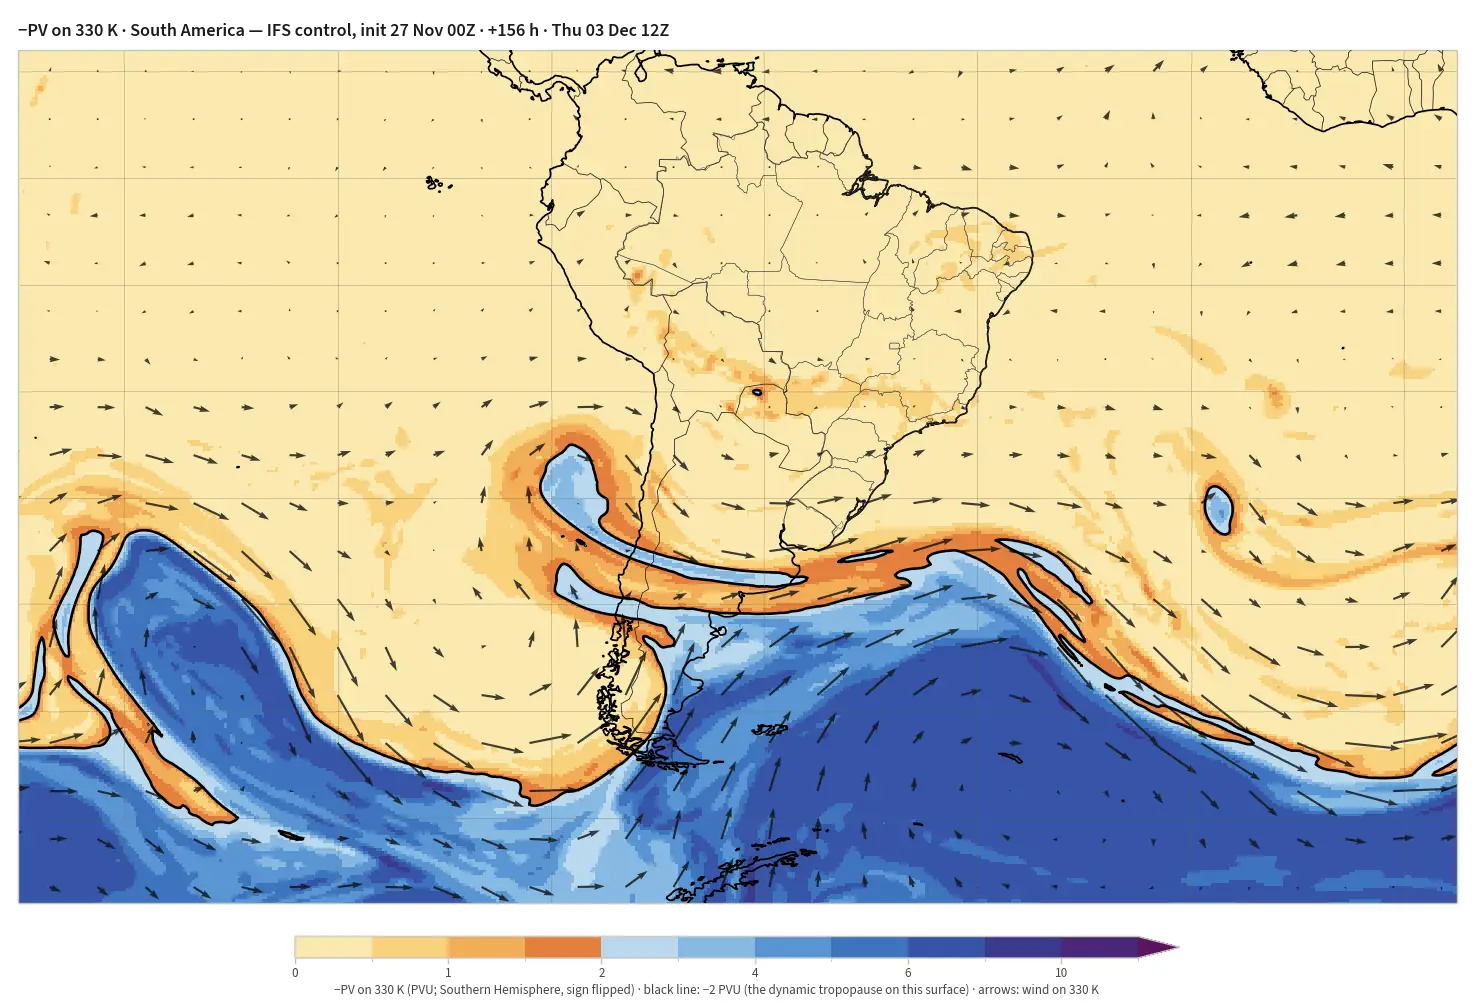 −PV on 330 K · South America — IFS control, init 27 Nov 00Z · +156 h · Thu 03 Dec 12Z
0 1 2 4 6 10
−PV on 330 K (PVU; Southern Hemisphere, sign flipped) · black line: −2 PVU (the dynamic tropopause on this surface) · arrows: wind on 330 K